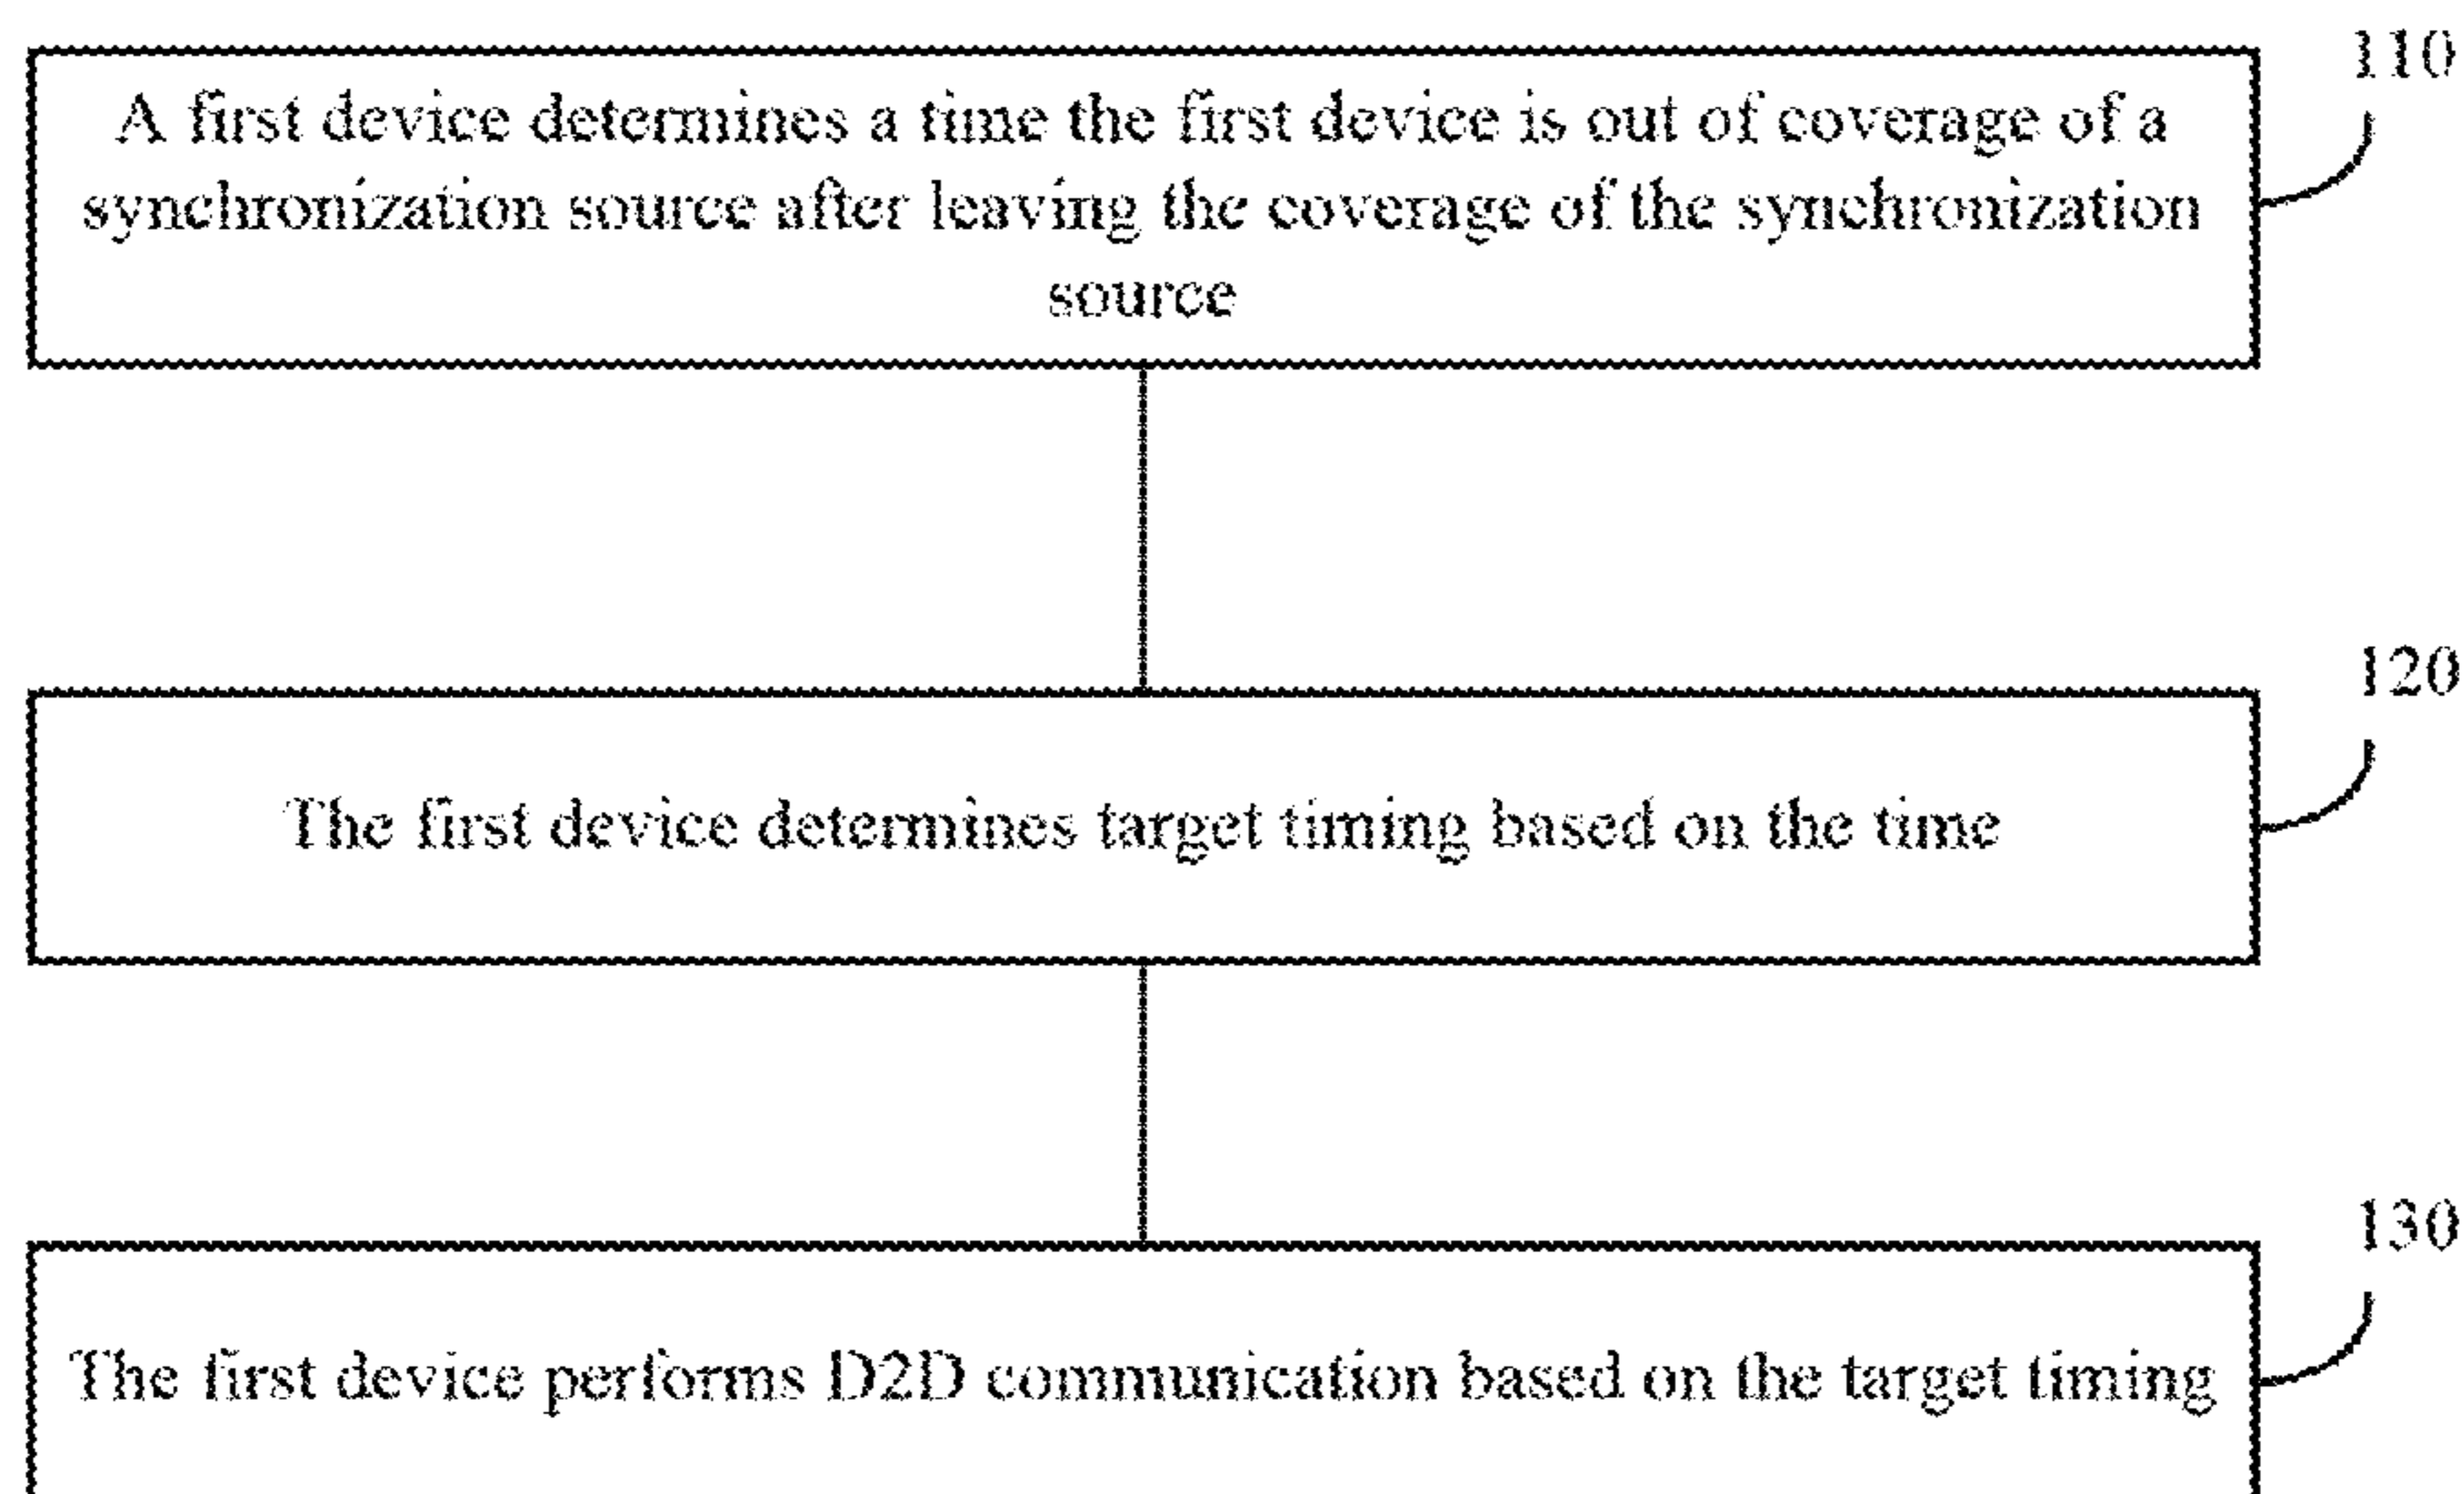 110
A first device determines a time the first device is out of coverage of a
synchronization source after leaving the coverage of the synchronization
source
120
The first device determines target timing based on the time
130
The first device performs D2D communication based on the target timing